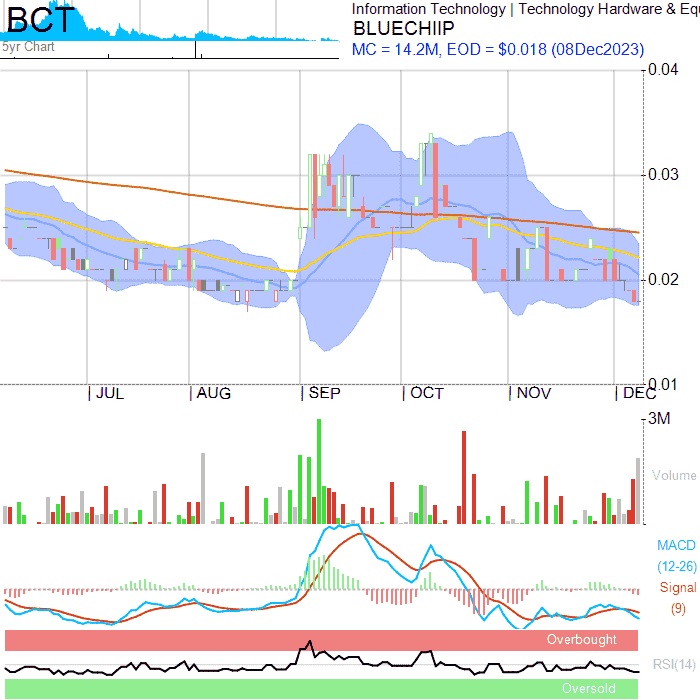 BCT
Information Technology | Technology Hardware & Equ
BLUECHIIP
MC = 14.2M, EOD = $0.018 (08Dec2023)
5yr Chart
0.04
0.03
0.02
0.01
JUL AUG SEP OCT NOV DEC
3M
Volume
MACD
(12-26)
Signal
(9)
Overbought
RSI(14)
Oversold